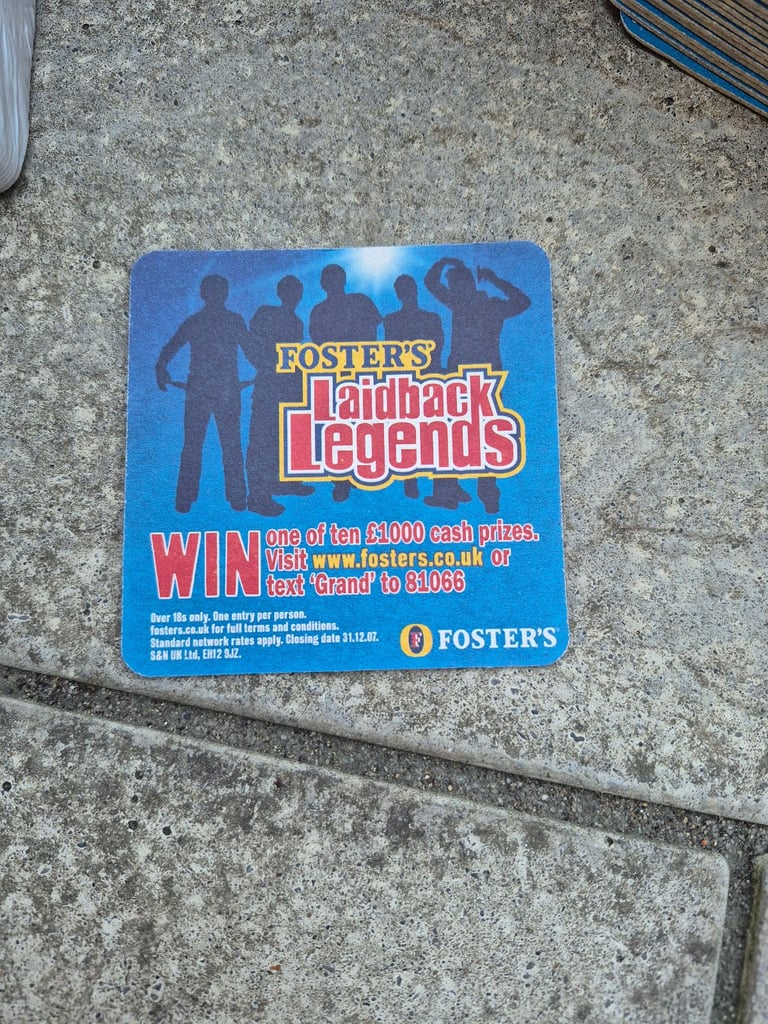 FOSTER'S
Laidback
Legends
WIN one of ten £1000 cash prizes.
Visit www.fosters.co.uk or
text 'Grand' to 81066
Over 18s only. One entry per person.
fosters.co.uk for full terms and conditions.
Standard network rates apply. Closing date 31.12.07.
S&N UK Ltd, EH12 9JZ.
F FOSTER'S